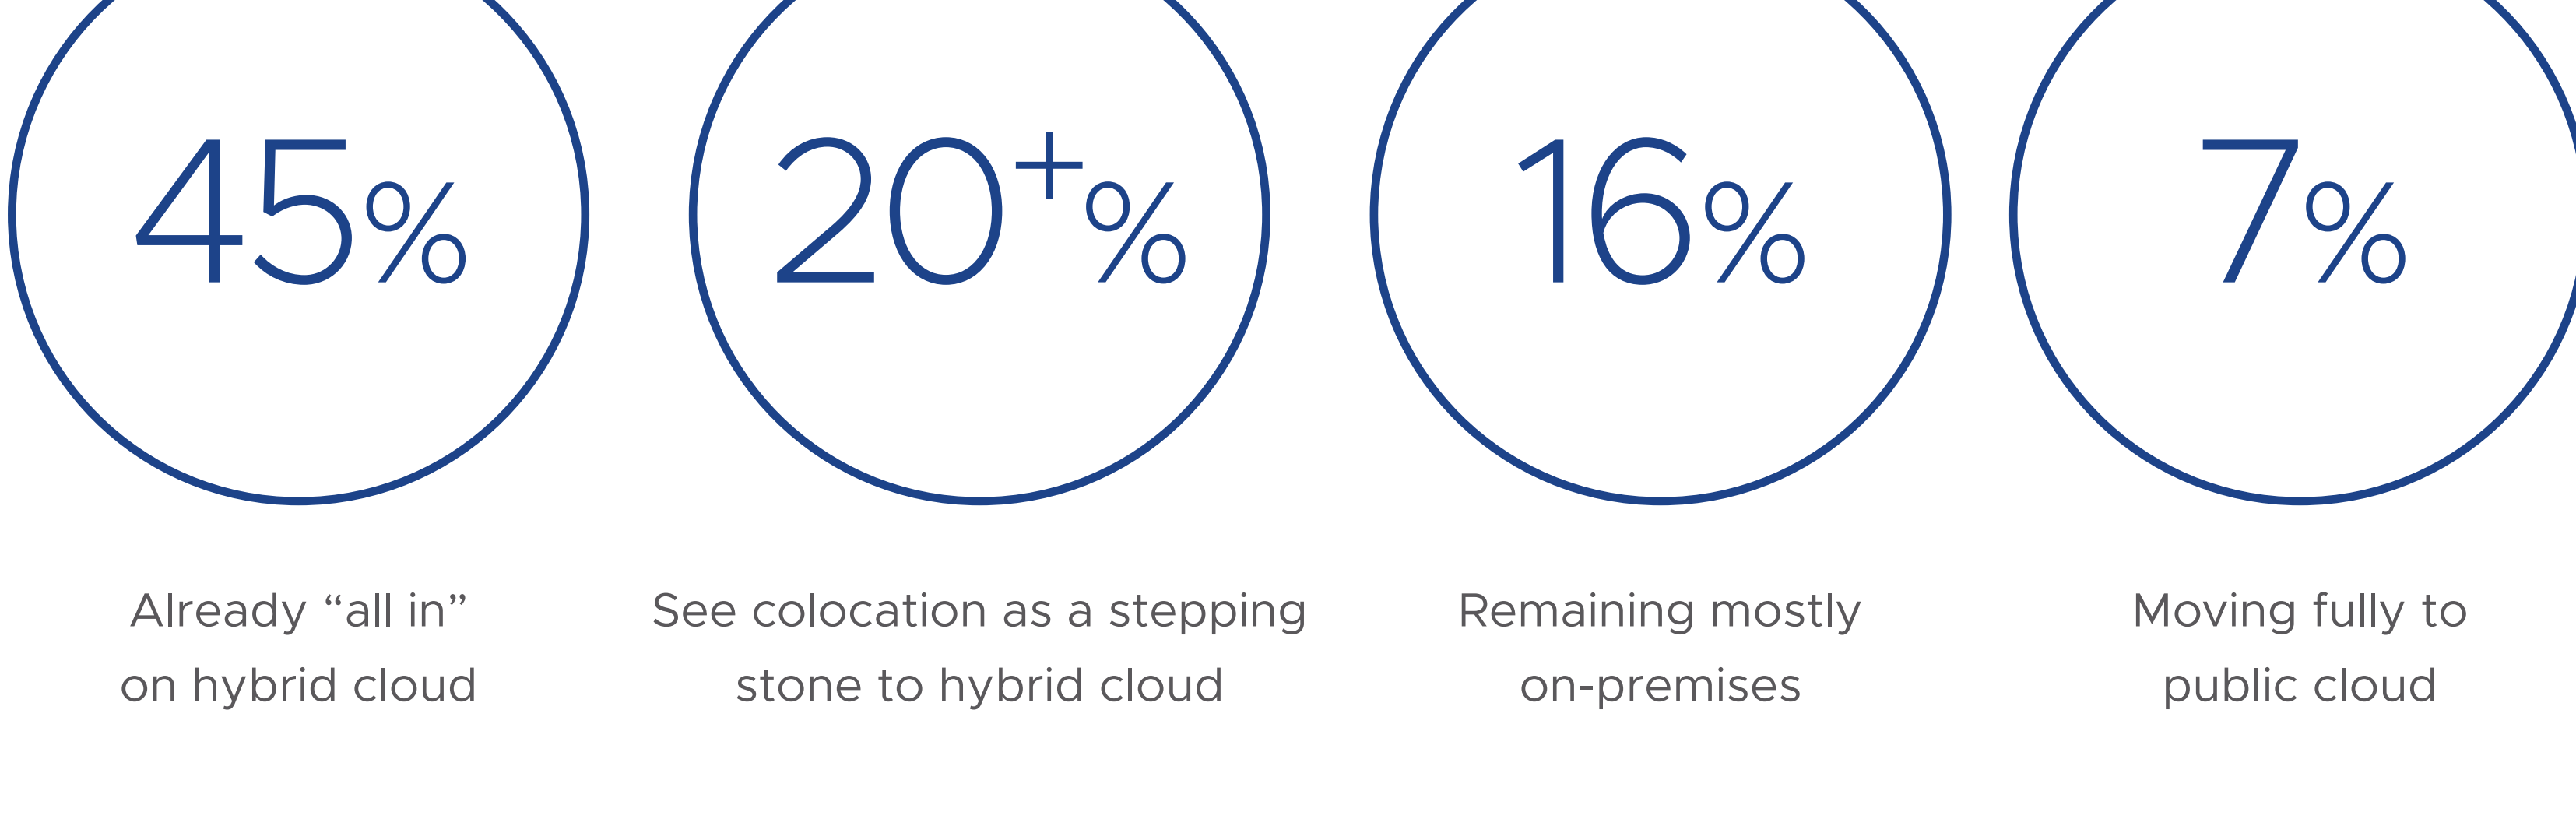 45% 20+% 16% 7%
Already “all in” See colocation as a stepping Remaining mostly Moving fully to
on hybrid cloud stone to hybrid cloud on-premises public cloud